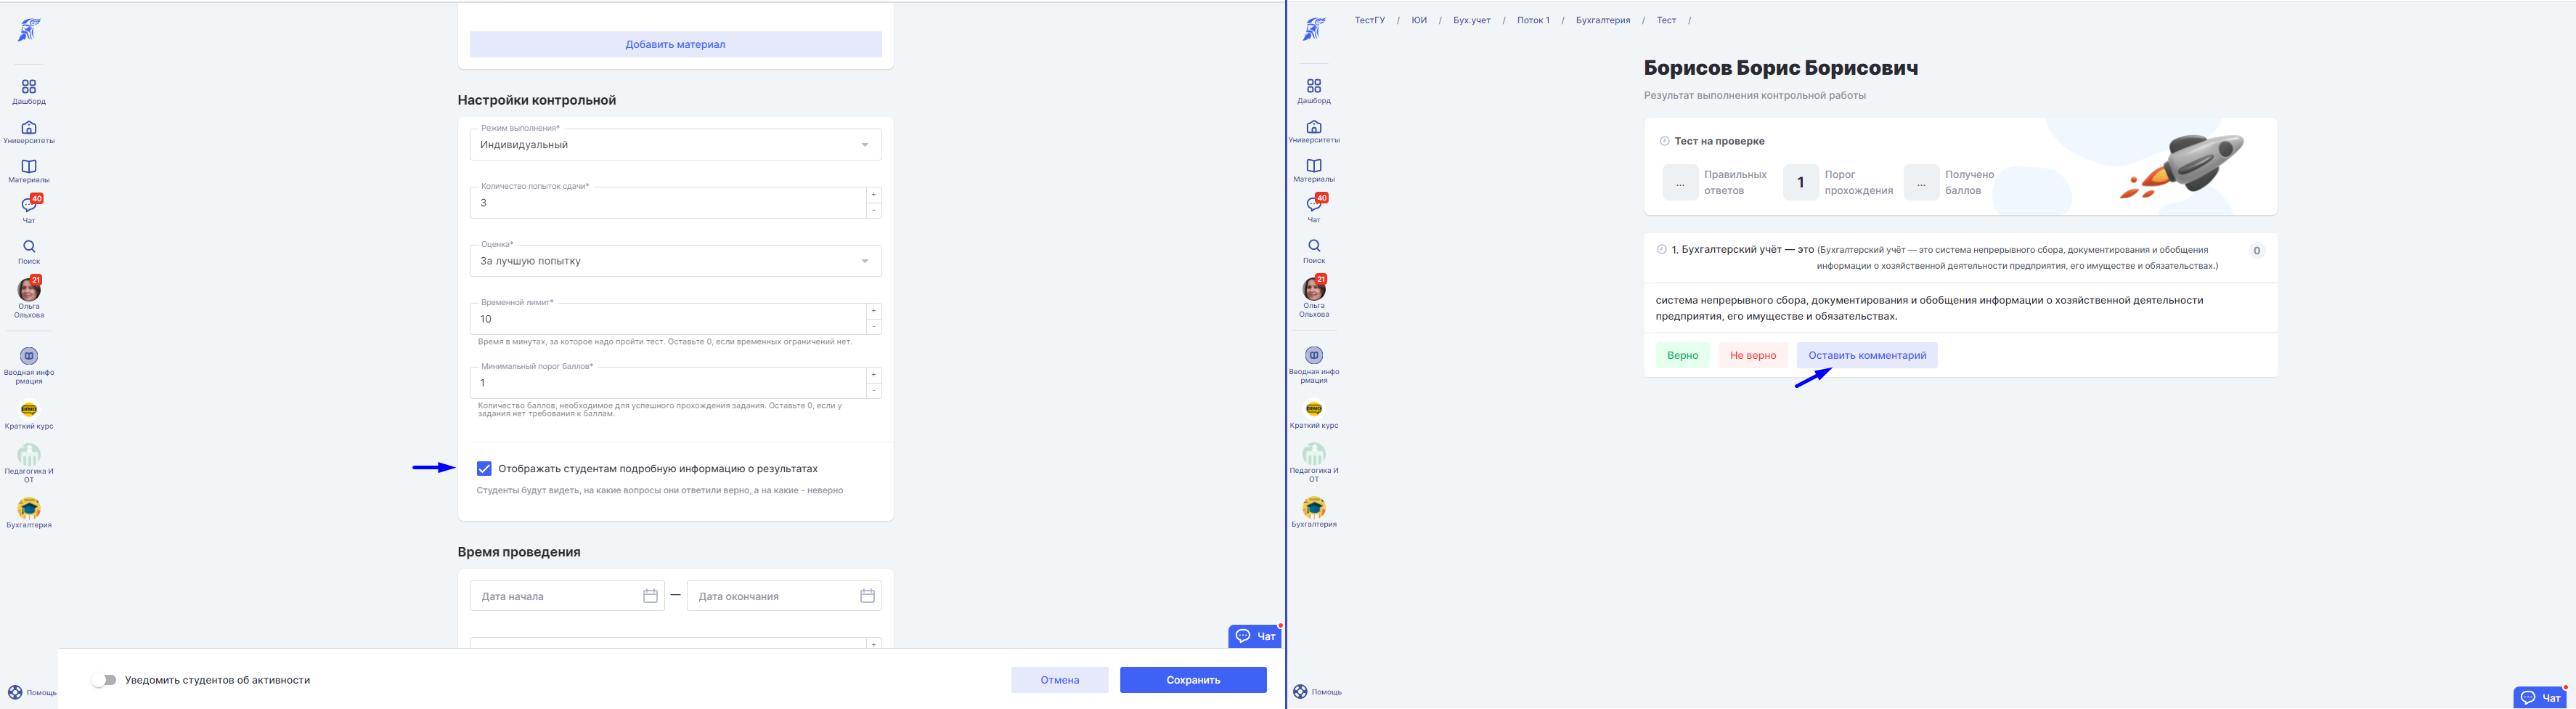 Дашборд
Университеты
Материалы
40
Чат
Поиск
21
Ольга
Ольхова
Вводная инфо
рмация
Краткий курс
Педагогика И
ОТ
Бухгалтерия
Помощь
Добавить материал
Настройки контрольной
Режим выполнения*
Индивидуальный
Количество попыток сдачи*
3
+
-
Оценка*
За лучшую попытку
Временной лимит*
10
+
-
Время в минутах, за которое надо пройти тест. Оставьте 0, если временных ограничений нет.
Минимальный порог баллов*
1
+
-
Количество баллов, необходимое для успешного прохождения задания. Оставьте 0, если у
задания нет требования к баллам.
Отображать студентам подробную информацию о результатах
Студенты будут видеть, на какие вопросы они ответили верно, а на какие - неверно
Время проведения
Дата начала — Дата окончания
+
Чат
Уведомить студентов об активности
Отмена
Сохранить
Дашборд
Университеты
Материалы
40
Чат
Поиск
21
Ольга
Ольхова
Вводная инфо
рмация
Краткий курс
Педагогика И
ОТ
Бухгалтерия
Помощь
ТестГУ / ЮИ / Бух.учет / Поток 1 / Бухгалтерия / Тест /
Борисов Борис Борисович
Результат выполнения контрольной работы
Тест на проверке
... Правильных
ответов
1 Порог
прохождения
... Получено
баллов
1. Бухгалтерский учёт — это (Бухгалтерский учёт — это система непрерывного сбора, документирования и обобщения
информации о хозяйственной деятельности предприятия, его имуществе и обязательствах.)
0
система непрерывного сбора, документирования и обобщения информации о хозяйственной деятельности
предприятия, его имуществе и обязательствах.
Верно
Не верно
Оставить комментарий
Чат